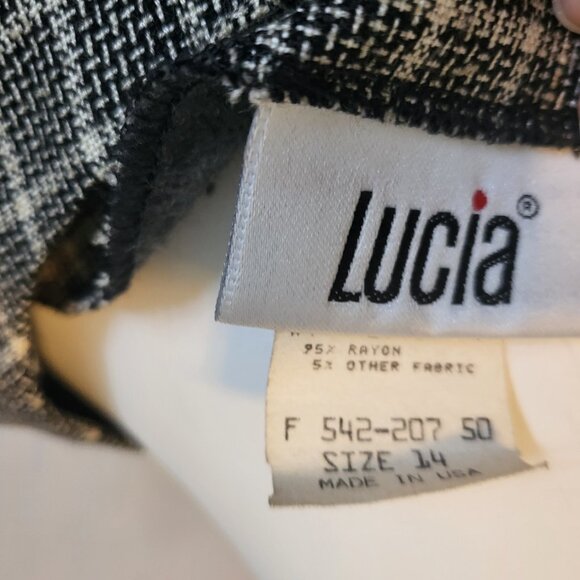 Lucia®
95% RAYON
5% OTHER FABRIC
F 542-207 50
SIZE 14
MADE IN USA